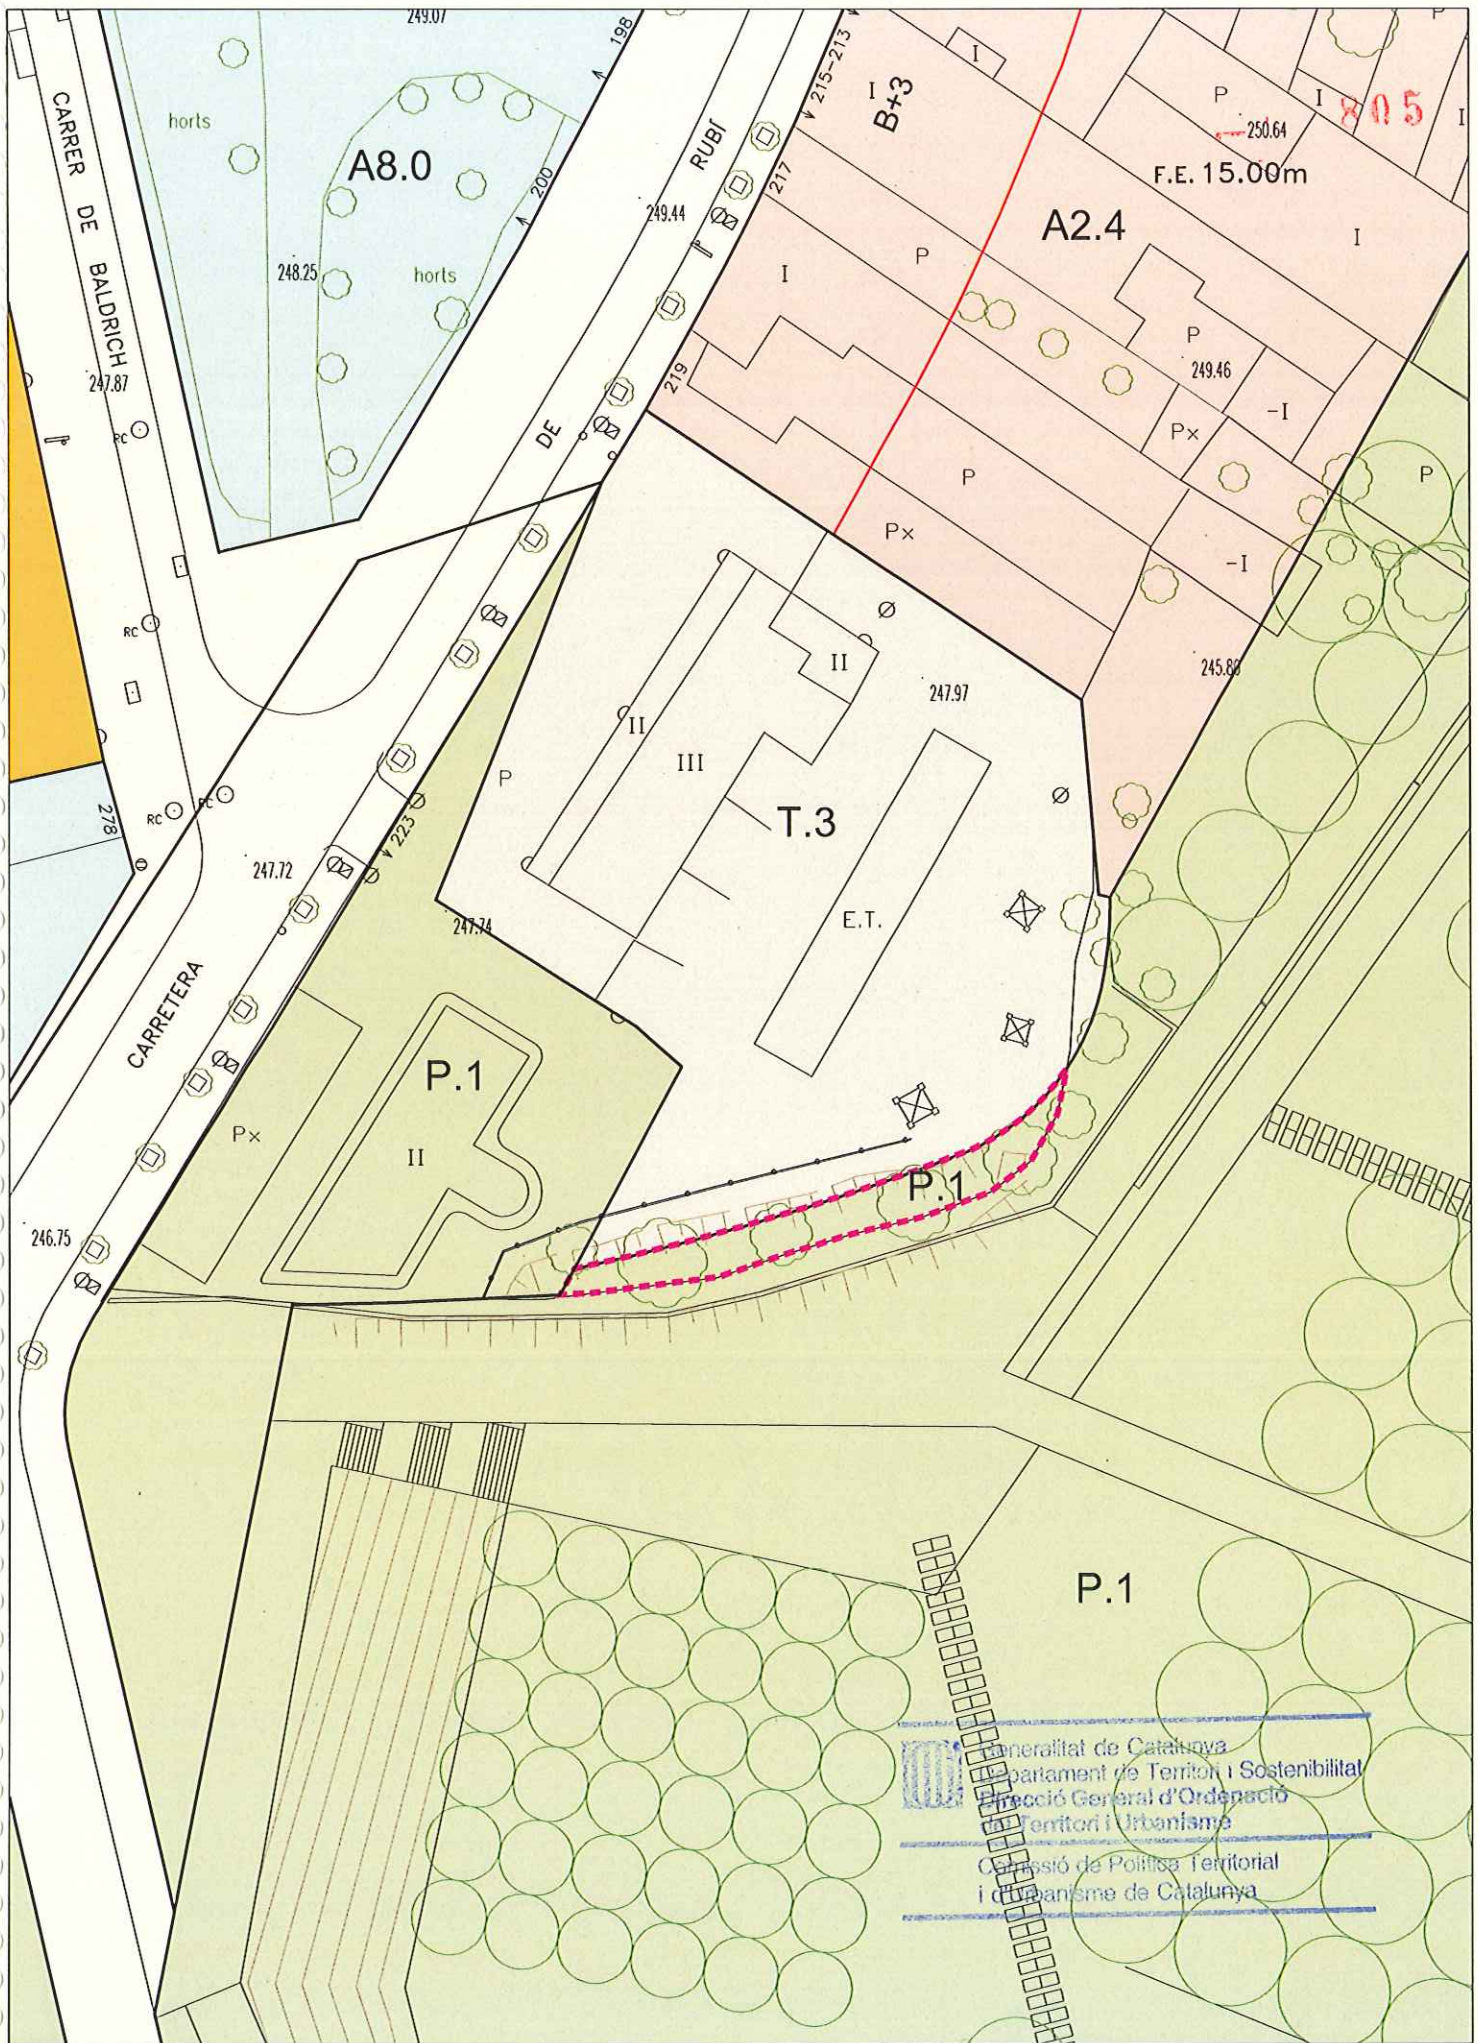 249.07
198
215-213
I
I
B+3
P
I
P
I
805
250.64
F.E. 15.00m
CARRER DE BALDRICH
horts
A8.0
RUBÍ
200
217
249.44
A2.4
I
248.25
horts
I
P
P
249.46
247.87
219
-I
RC
DE
Px
P
P
Px
-I
RC
II
245.80
247.97
II
P
III
278
RC
RC
223
T.3
247.72
247.74
E.T.
CARRETERA
P.1
Px
II
P.1
246.75
P.1
Generalitat de Catalunya
Departament de Territori i Sostenibilitat
Direcció General d'Ordenació
del Territori i Urbanisme
Comissió de Política Territorial
i d'Urbanisme de Catalunya